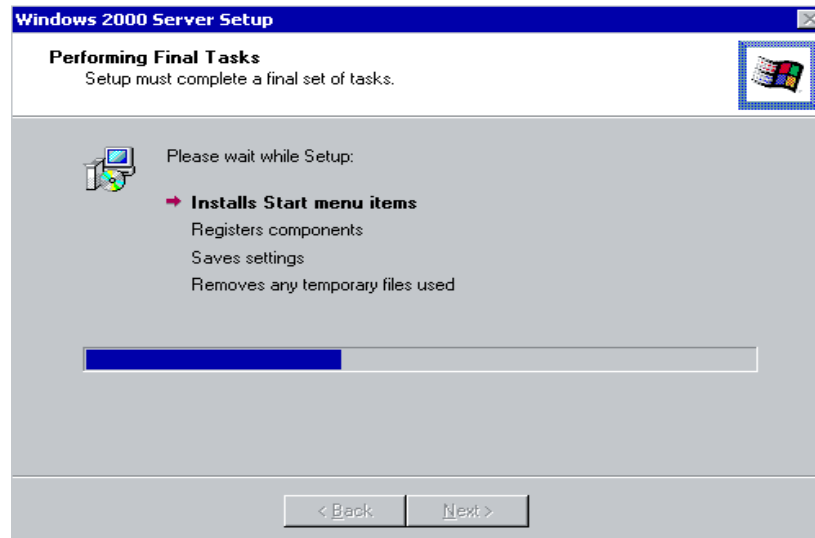 Windows 2000 Server Setup
Performing Final Tasks
Setup must complete a final set of tasks.
Please wait while Setup:
Installs Start menu items
Registers components
Saves settings
Removes any temporary files used
< Back
Next >